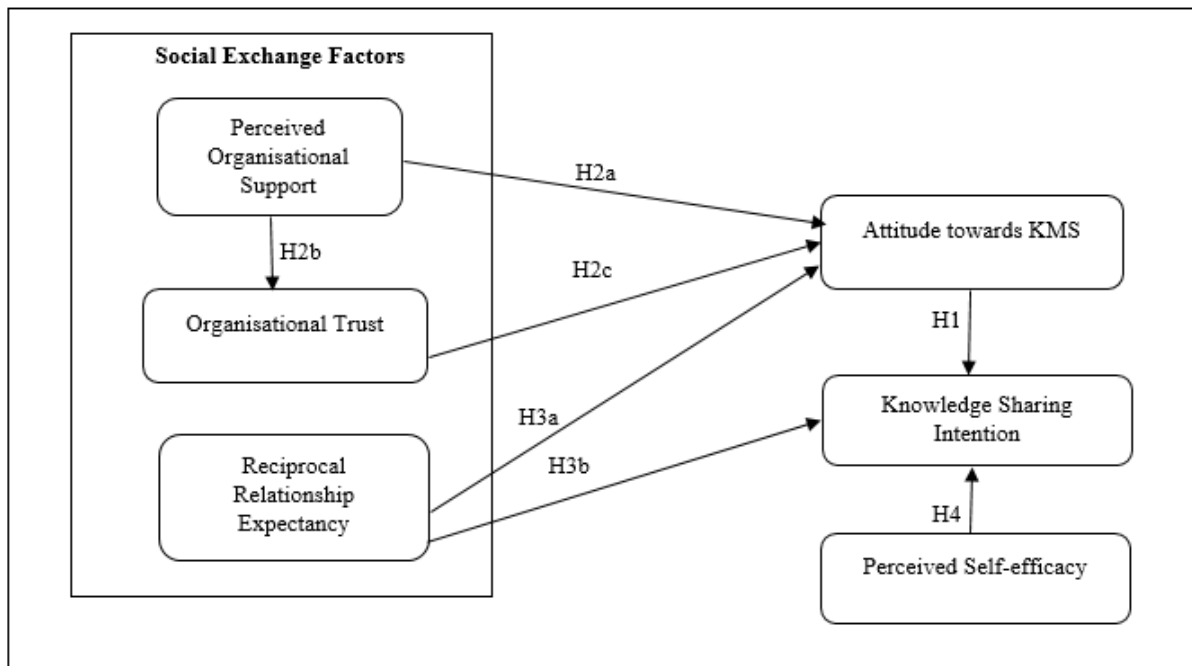 Social Exchange Factors
Perceived
Organisational
Support
H2a
H2b
Attitude towards KMS
H2c
Organisational Trust
H1
H3a
Knowledge Sharing
Intention
H3b
Reciprocal
Relationship
Expectancy
H4
Perceived Self-efficacy